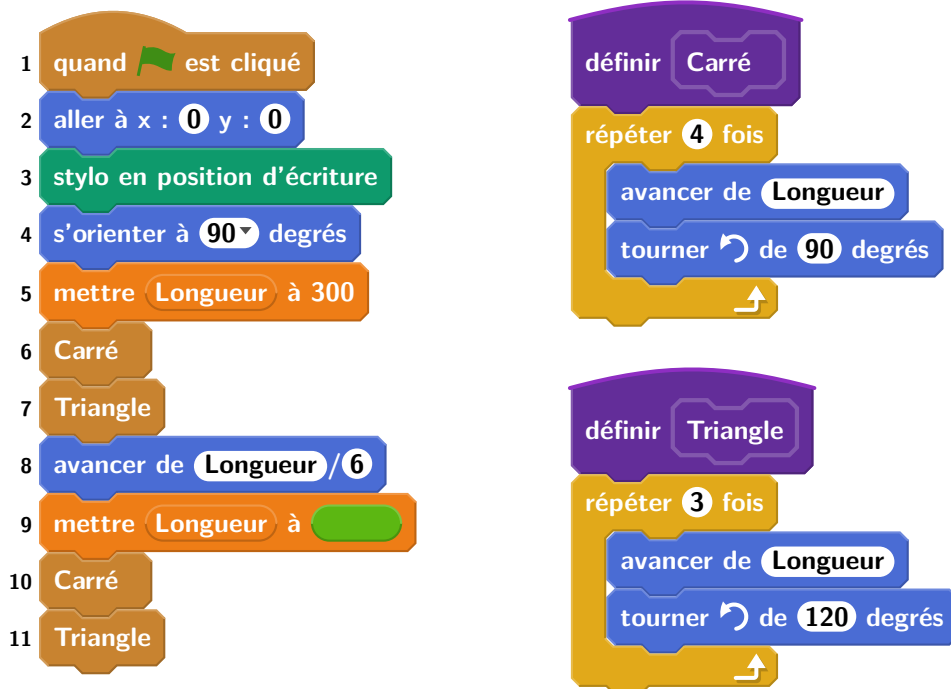 1 quand est cliqué
2 aller à x : 0 y : 0
3 stylo en position d'écriture
4 s'orienter à 90 degrés
5 mettre Longueur à 300
6 Carré
7 Triangle
8 avancer de Longueur/6
9 mettre Longueur à
10 Carré
11 Triangle
définir Carré
répéter 4 fois
avancer de Longueur
tourner de 90 degrés
définir Triangle
répéter 3 fois
avancer de Longueur
tourner de 120 degrés